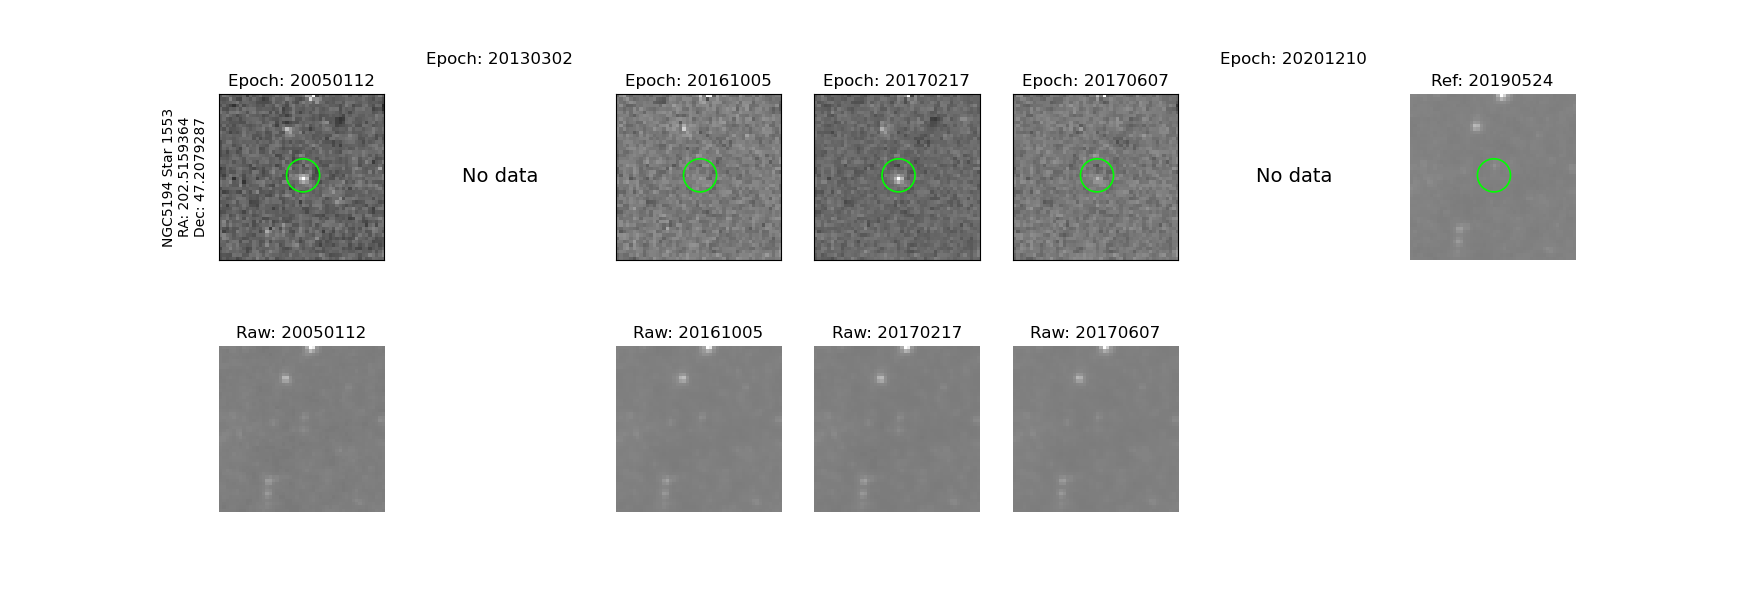 Epoch: 20130302
Epoch: 20201210
Epoch: 20050112
Epoch: 20161005
Epoch: 20170217
Epoch: 20170607
Ref: 20190524
NGC5194 Star 1553
RA: 202.5159364
Dec: 47.2079287
No data
No data
Raw: 20050112
Raw: 20161005
Raw: 20170217
Raw: 20170607